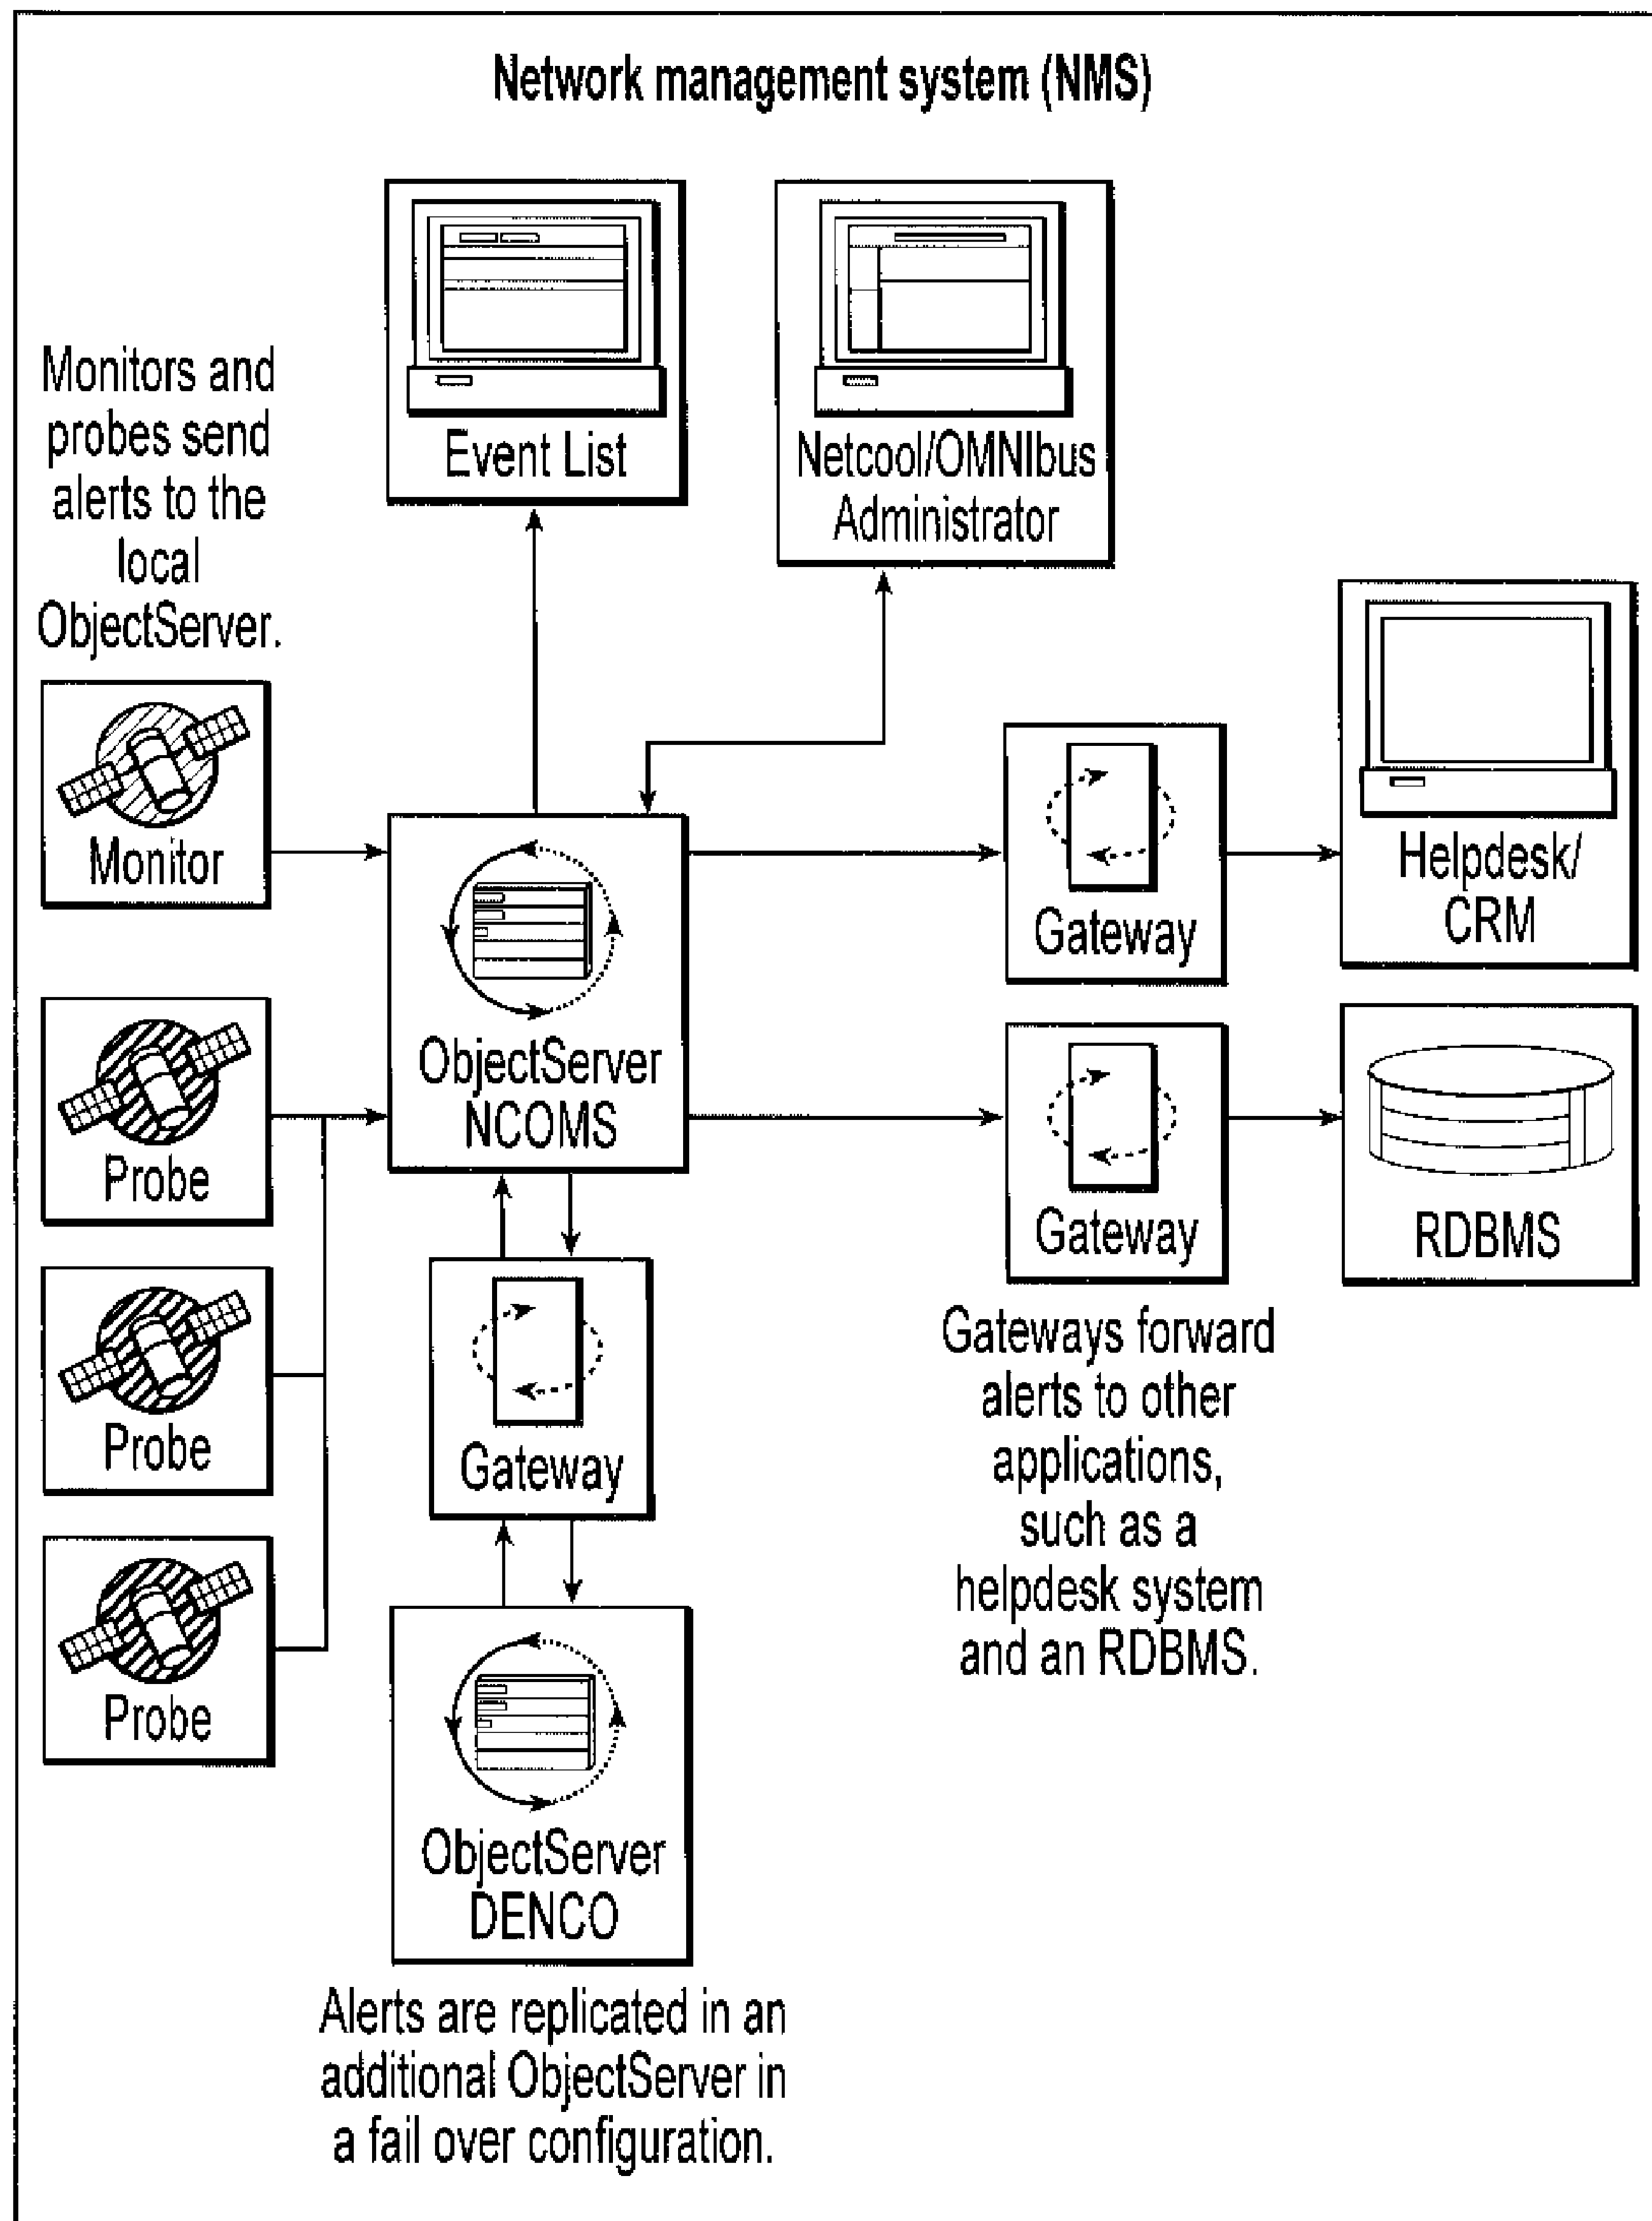 Network management system (NMS)
Event List
Netcool/OMNIbus
Administrator
Monitors and
probes send
alerts to the
local
ObjectServer.
Monitor
Probe
Probe
Probe
ObjectServer
NCOMS
Gateway
Helpdesk/
CRM
Gateway
RDBMS
Gateway
Gateways forward
alerts to other
applications,
such as a
helpdesk system
and an RDBMS.
ObjectServer
DENCO
Alerts are replicated in an
additional ObjectServer in
a fail over configuration.